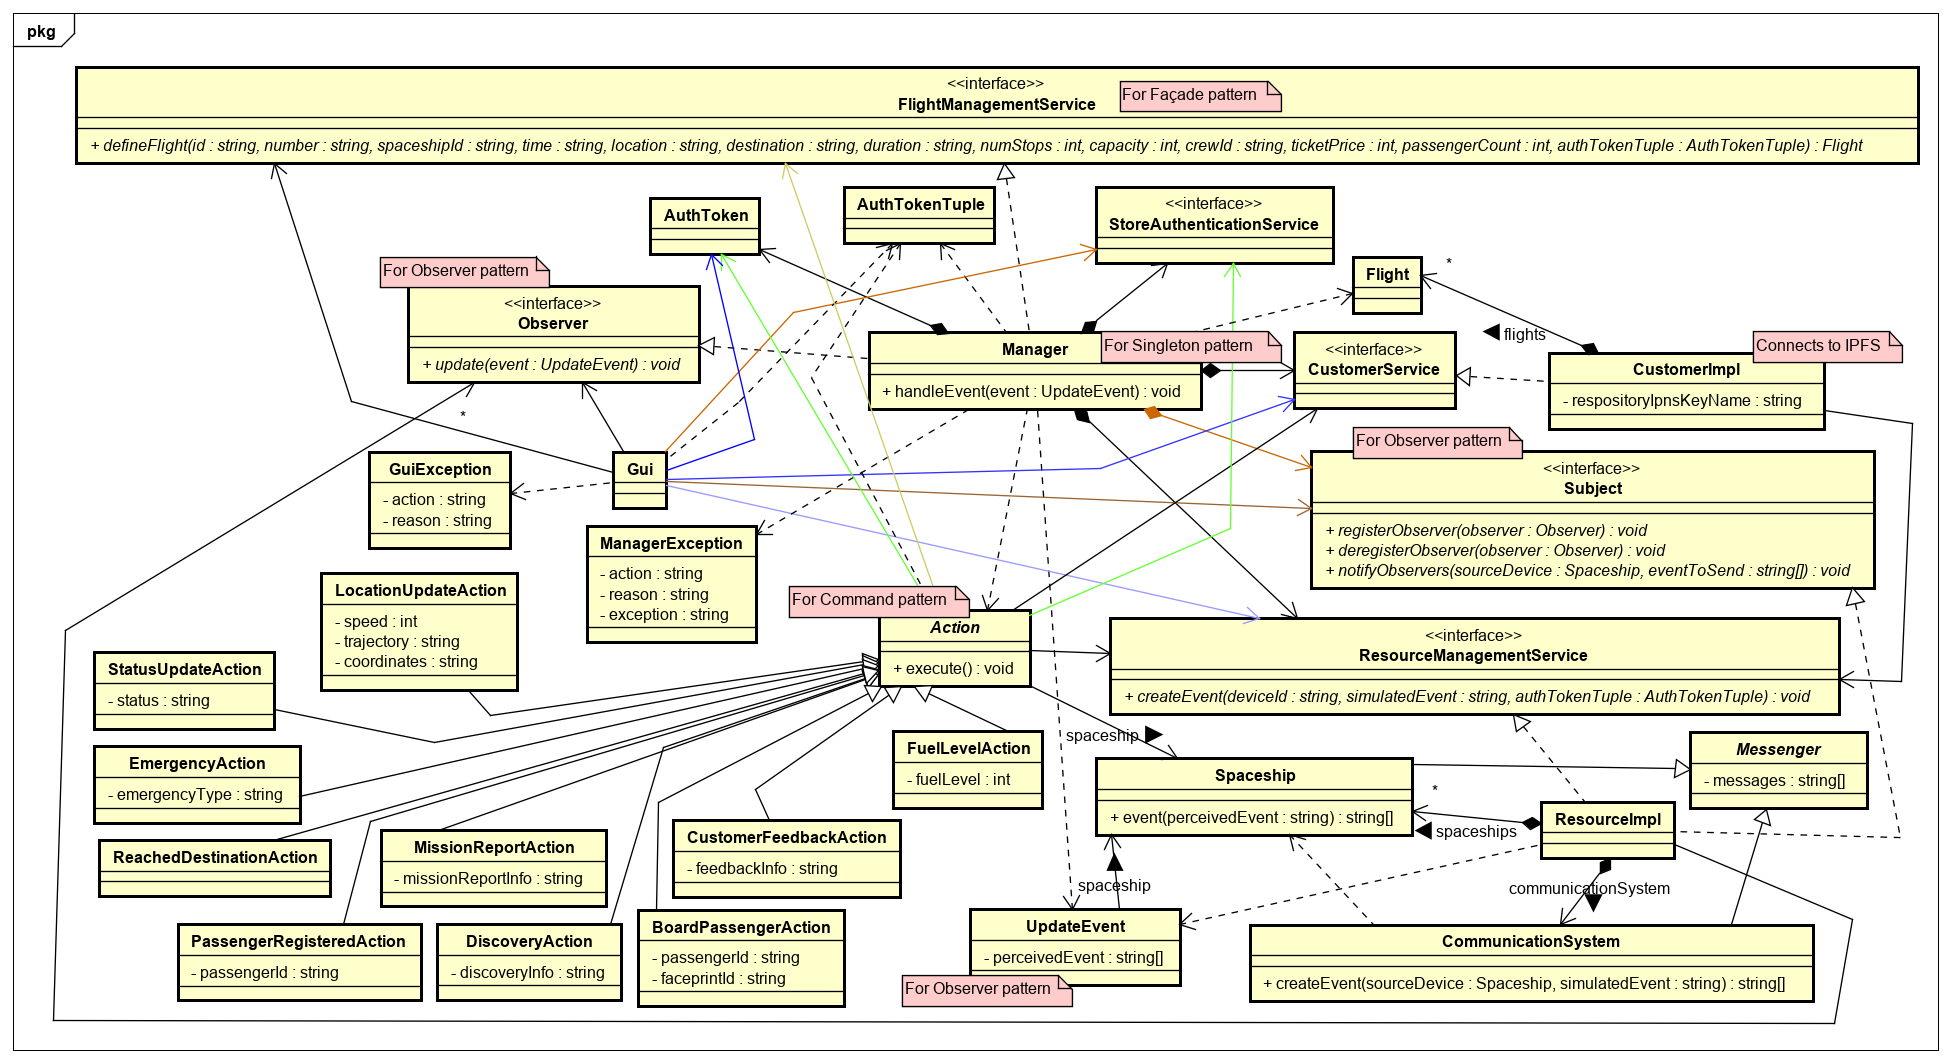 pkg
<<interface>>
FlightManagementService
For Façade pattern
+ defineFlight(id : string, number : string, spaceshipId : string, time : string, location : string, destination : string, duration : string, numStops : int, capacity : int, crewId : string, ticketPrice : int, passengerCount : int, authTokenTuple : AuthTokenTuple) : Flight
AuthToken
AuthTokenTuple
<<interface>>
StoreAuthenticationService
For Observer pattern
<<interface>>
Observer
+ update(event : UpdateEvent) : void
Flight
*
flights
Manager
For Singleton pattern
+ handleEvent(event : UpdateEvent) : void
<<interface>>
CustomerService
Connects to IPFS
CustomerImpl
- respositoryIpnsKeyName : string
*
GuiException
- action : string
- reason : string
Gui
For Observer pattern
<<interface>>
Subject
+ registerObserver(observer : Observer) : void
+ deregisterObserver(observer : Observer) : void
+ notifyObservers(sourceDevice : Spaceship, eventToSend : string[]) : void
ManagerException
- action : string
- reason : string
- exception : string
LocationUpdateAction
- speed : int
- trajectory : string
- coordinates : string
For Command pattern
Action
+ execute() : void
<<interface>>
ResourceManagementService
+ createEvent(deviceId : string, simulatedEvent : string, authTokenTuple : AuthTokenTuple) : void
StatusUpdateAction
- status : string
EmergencyAction
- emergencyType : string
FuelLevelAction
- fuelLevel : int
spaceship
Spaceship
+ event(perceivedEvent : string) : string[]
*
spaceships
Messenger
- messages : string[]
ResourceImpl
ReachedDestinationAction
MissionReportAction
- missionReportInfo : string
CustomerFeedbackAction
- feedbackInfo : string
spaceship
communicationSystem
PassengerRegisteredAction
- passengerId : string
DiscoveryAction
- discoveryInfo : string
BoardPassengerAction
- passengerId : string
- faceprintId : string
UpdateEvent
- perceivedEvent : string[]
For Observer pattern
CommunicationSystem
+ createEvent(sourceDevice : Spaceship, simulatedEvent : string) : string[]